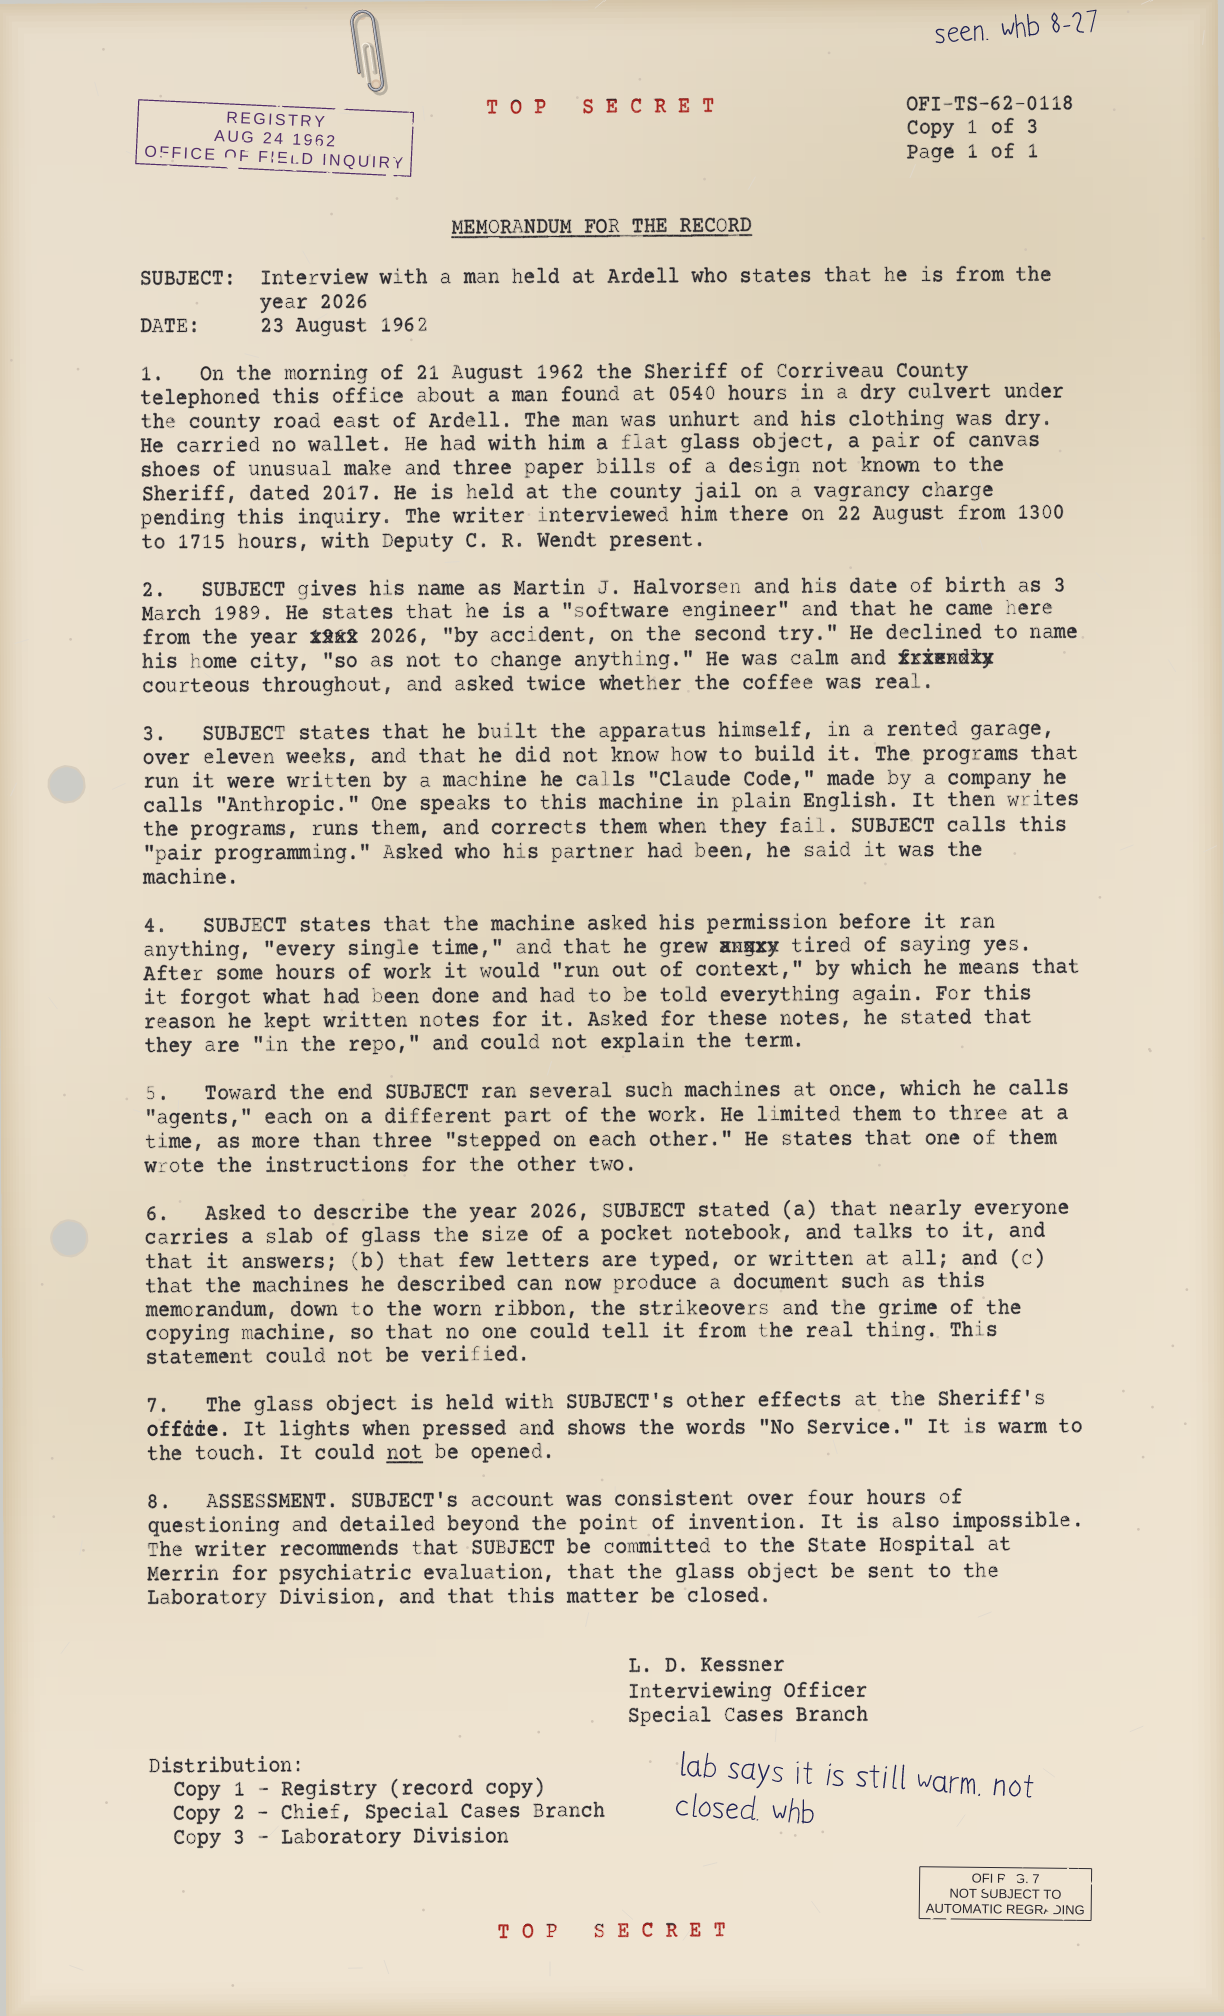 seen. whb 8-27
TOP SECRET
REGISTRY
AUG 24 1962
OFFICE OF FIELD INQUIRY
OFI-TS-62-0118
Copy 1 of 3
Page 1 of 1
MEMORANDUM FOR THE RECORD
SUBJECT: Interview with a man held at Ardell who states that he is from the
year 2026
DATE: 23 August 1962
1. On the morning of 21 August 1962 the Sheriff of Corriveau County
telephoned this office about a man found at 0540 hours in a dry culvert under
the county road east of Ardell. The man was unhurt and his clothing was dry.
He carried no wallet. He had with him a flat glass object, a pair of canvas
shoes of unusual make and three paper bills of a design not known to the
Sheriff, dated 2017. He is held at the county jail on a vagrancy charge
pending this inquiry. The writer interviewed him there on 22 August from 1300
to 1715 hours, with Deputy C. R. Wendt present.
2. SUBJECT gives his name as Martin J. Halvorsen and his date of birth as 3
March 1989. He states that he is a "software engineer" and that he came here
from the year 1962 2026, "by accident, on the second try." He declined to name
his home city, "so as not to change anything." He was calm and friendly
courteous throughout, and asked twice whether the coffee was real.
3. SUBJECT states that he built the apparatus himself, in a rented garage,
over eleven weeks, and that he did not know how to build it. The programs that
run it were written by a machine he calls "Claude Code," made by a company he
calls "Anthropic." One speaks to this machine in plain English. It then writes
the programs, runs them, and corrects them when they fail. SUBJECT calls this
"pair programming." Asked who his partner had been, he said it was the
machine.
4. SUBJECT states that the machine asked his permission before it ran
anything, "every single time," and that he grew angry tired of saying yes.
After some hours of work it would "run out of context," by which he means that
it forgot what had been done and had to be told everything again. For this
reason he kept written notes for it. Asked for these notes, he stated that
they are "in the repo," and could not explain the term.
5. Toward the end SUBJECT ran several such machines at once, which he calls
"agents," each on a different part of the work. He limited them to three at a
time, as more than three "stepped on each other." He states that one of them
wrote the instructions for the other two.
6. Asked to describe the year 2026, SUBJECT stated (a) that nearly everyone
carries a slab of glass the size of a pocket notebook, and talks to it, and
that it answers; (b) that few letters are typed, or written at all; and (c)
that the machines he described can now produce a document such as this
memorandum, down to the worn ribbon, the strikeovers and the grime of the
copying machine, so that no one could tell it from the real thing. This
statement could not be verified.
7. The glass object is held with SUBJECT's other effects at the Sheriff's
office. It lights when pressed and shows the words "No Service." It is warm to
the touch. It could not be opened.
8. ASSESSMENT. SUBJECT's account was consistent over four hours of
questioning and detailed beyond the point of invention. It is also impossible.
The writer recommends that SUBJECT be committed to the State Hospital at
Merrin for psychiatric evaluation, that the glass object be sent to the
Laboratory Division, and that this matter be closed.
L. D. Kessner
Interviewing Officer
Special Cases Branch
Distribution:
Copy 1 - Registry (record copy)
Copy 2 - Chief, Special Cases Branch
Copy 3 - Laboratory Division
lab says it is still warm. not
closed. whb
OFI G. 7
NOT SUBJECT TO
AUTOMATIC REGRADING
TOP SECRET